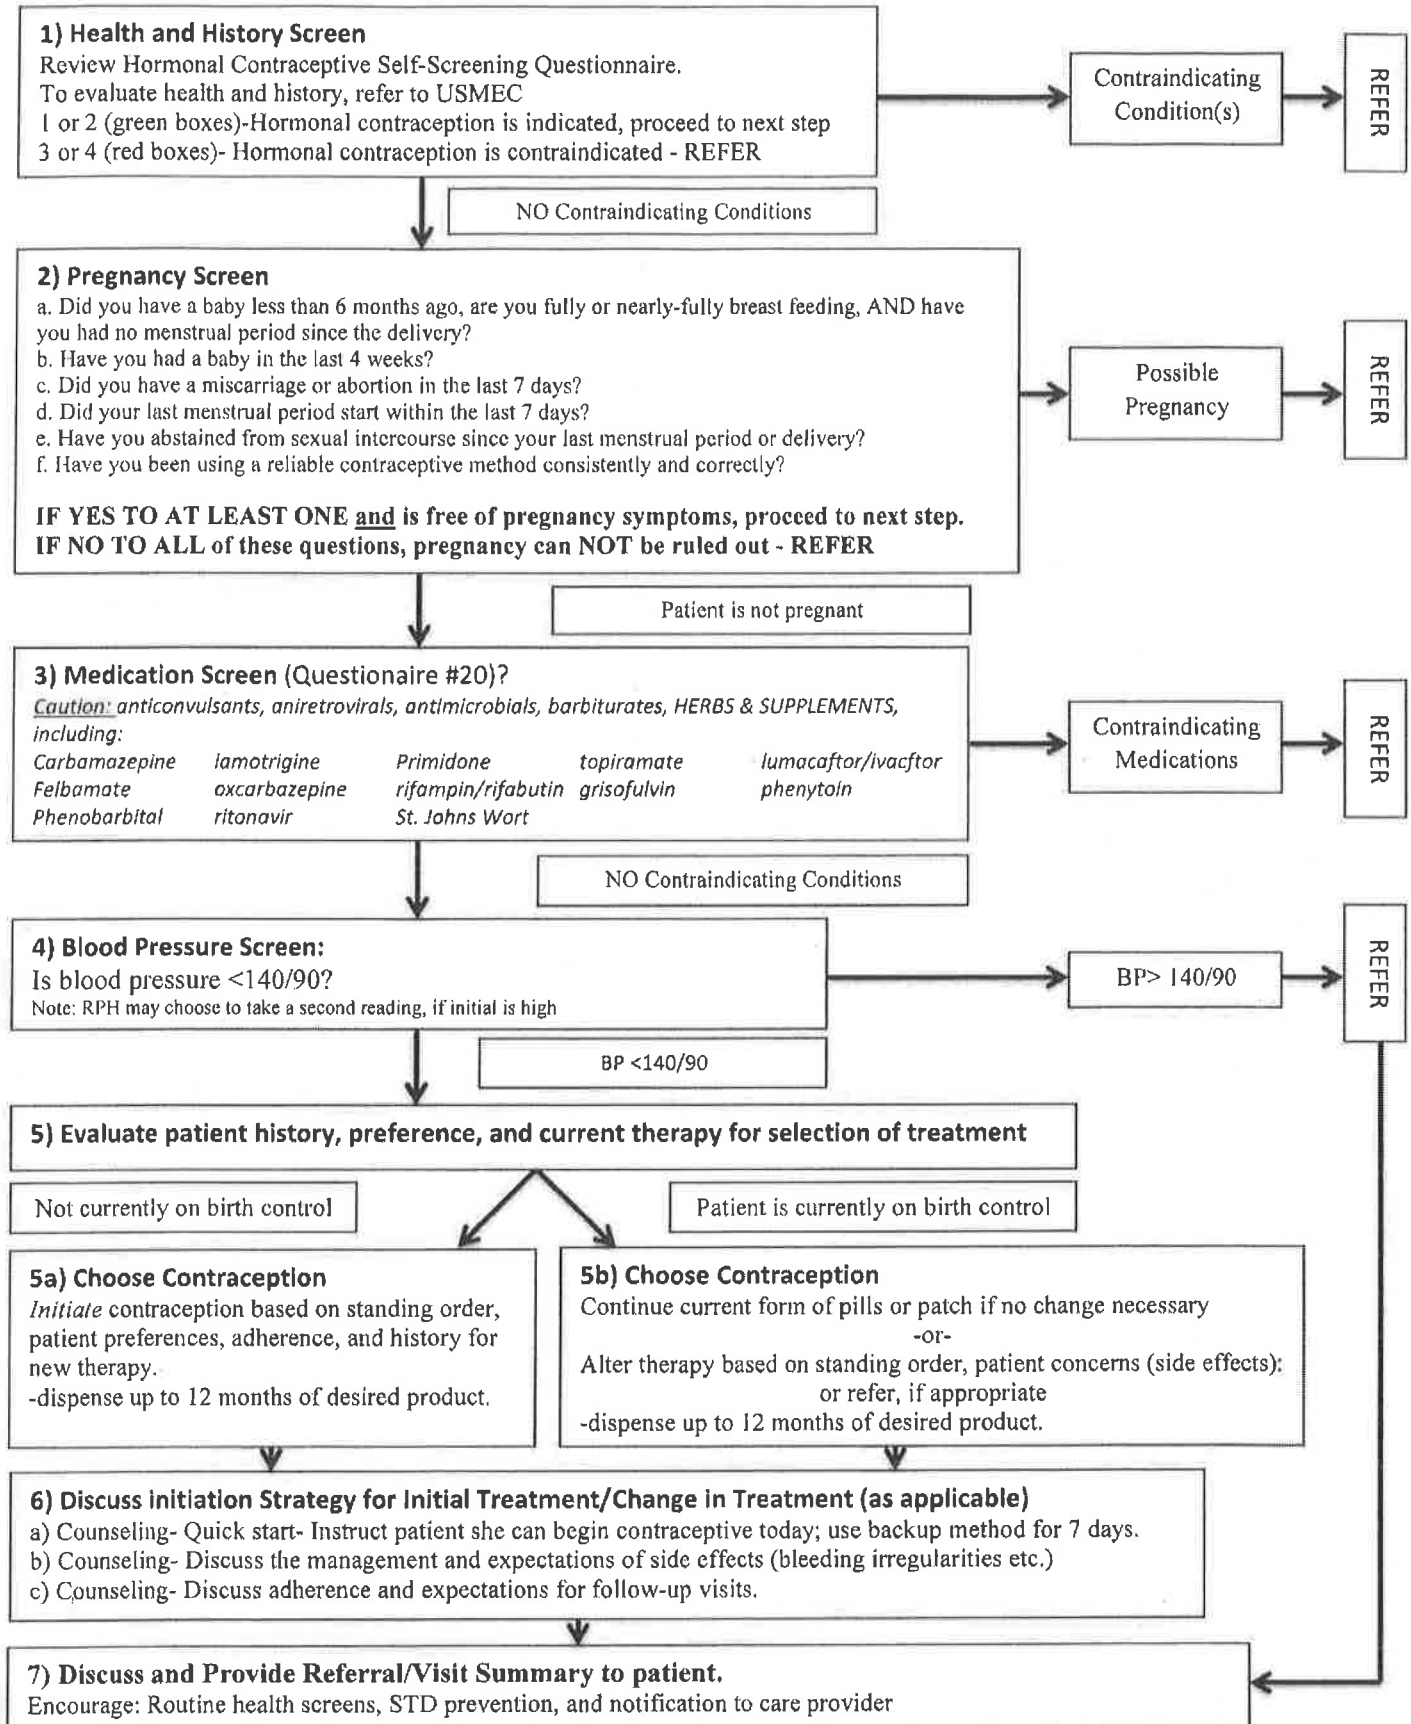 1) Health and History Screen
Review Hormonal Contraceptive Self-Screening Questionnaire.
To evaluate health and history, refer to USMEC
1 or 2 (green boxes)-Hormonal contraception is indicated, proceed to next step
3 or 4 (red boxes)- Hormonal contraception is contraindicated - REFER
Contraindicating
Condition(s)
REFER
NO Contraindicating Conditions
2) Pregnancy Screen
a. Did you have a baby less than 6 months ago, are you fully or nearly-fully breast feeding, AND have
you had no menstrual period since the delivery?
b. Have you had a baby in the last 4 weeks?
c. Did you have a miscarriage or abortion in the last 7 days?
d. Did your last menstrual period start within the last 7 days?
e. Have you abstained from sexual intercourse since your last menstrual period or delivery?
f. Have you been using a reliable contraceptive method consistently and correctly?
IF YES TO AT LEAST ONE and is free of pregnancy symptoms, proceed to next step.
IF NO TO ALL of these questions, pregnancy can NOT be ruled out - REFER
Possible
Pregnancy
REFER
Patient is not pregnant
3) Medication Screen (Questionaire #20)?
Caution: anticonvulsants, aniretrovirals, antimicrobials, barbiturates, HERBS & SUPPLEMENTS,
including:
Carbamazepine lamotrigine Primidone topiramate lumacaftor/ivacftor
Felbamate oxcarbazepine rifampin/rifabutin grisofulvin phenytoin
Phenobarbital ritonavir St. Johns Wort
Contraindicating
Medications
REFER
NO Contraindicating Conditions
4) Blood Pressure Screen:
Is blood pressure <140/90?
Note: RPH may choose to take a second reading, if initial is high
BP> 140/90
REFER
BP <140/90
5) Evaluate patient history, preference, and current therapy for selection of treatment
Not currently on birth control
Patient is currently on birth control
5a) Choose Contraception
Initiate contraception based on standing order,
patient preferences, adherence, and history for
new therapy.
-dispense up to 12 months of desired product.
5b) Choose Contraception
Continue current form of pills or patch if no change necessary
-or-
Alter therapy based on standing order, patient concerns (side effects):
or refer, if appropriate
-dispense up to 12 months of desired product.
6) Discuss initiation Strategy for Initial Treatment/Change in Treatment (as applicable)
a) Counseling- Quick start- Instruct patient she can begin contraceptive today; use backup method for 7 days.
b) Counseling- Discuss the management and expectations of side effects (bleeding irregularities etc.)
c) Counseling- Discuss adherence and expectations for follow-up visits.
7) Discuss and Provide Referral/Visit Summary to patient.
Encourage: Routine health screens, STD prevention, and notification to care provider